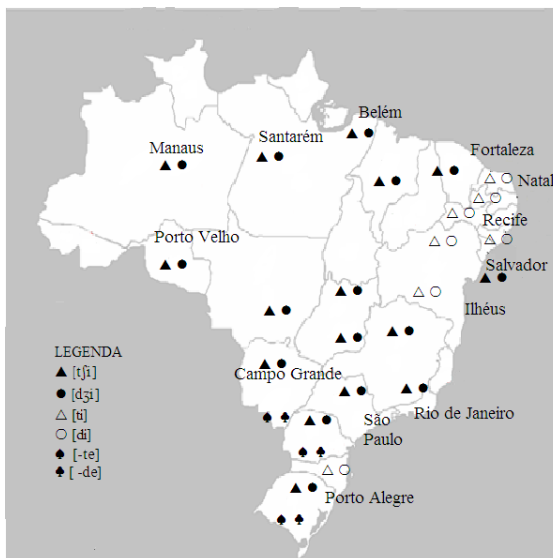 Belém
Santarém
Manaus
Fortaleza
Natal
Recife
Porto Velho
Salvador
Ilhéus
LEGENDA
▲ [tʃi]
● [dʒi]
△ [ti]
○ [di]
♠ [-te]
♣ [ -de]
Campo Grande
Rio de Janeiro
São
Paulo
Porto Alegre